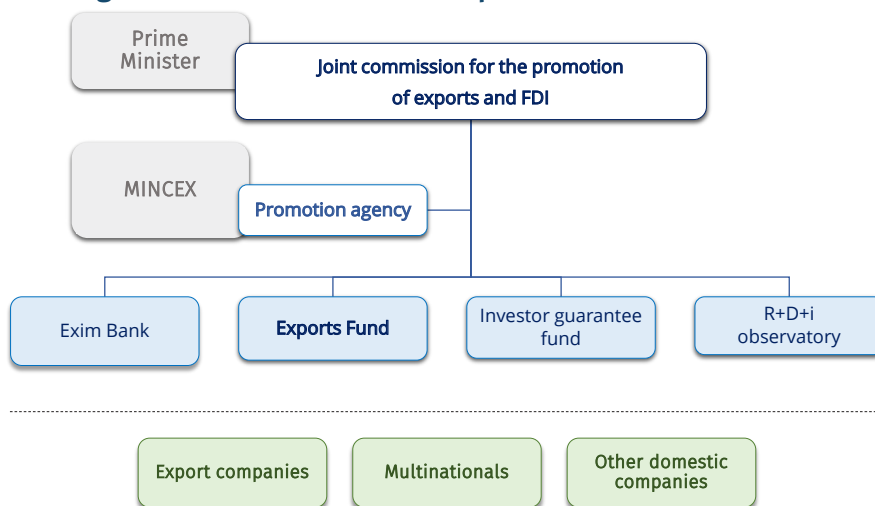 Prime
Minister
Joint commission for the promotion
of exports and FDI
MINCEX
Promotion agency
Exim Bank
Exports Fund
Investor guarantee
fund
R+D+i
observatory
Export companies
Multinationals
Other domestic
companies